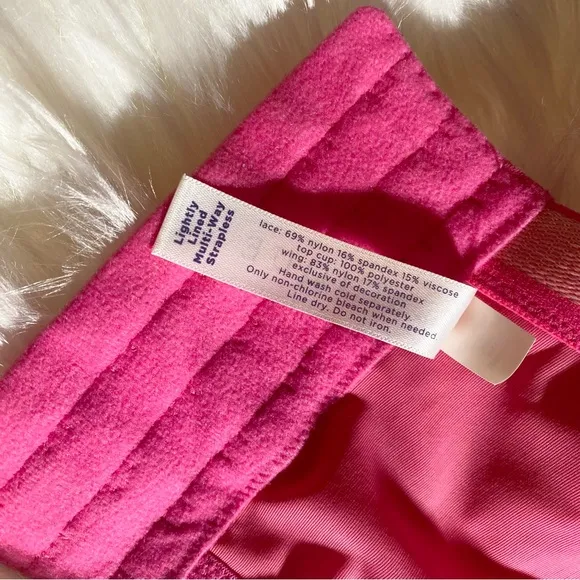 Lightly
Lined
Multi-Way
Strapless
lace: 69% nylon 16% spandex 15% viscose
top cup: 100% polyester
wing: 83% nylon 17% spandex
exclusive of decoration
Hand wash cold separately.
Only non-chlorine bleach when needed
Line dry. Do not iron.